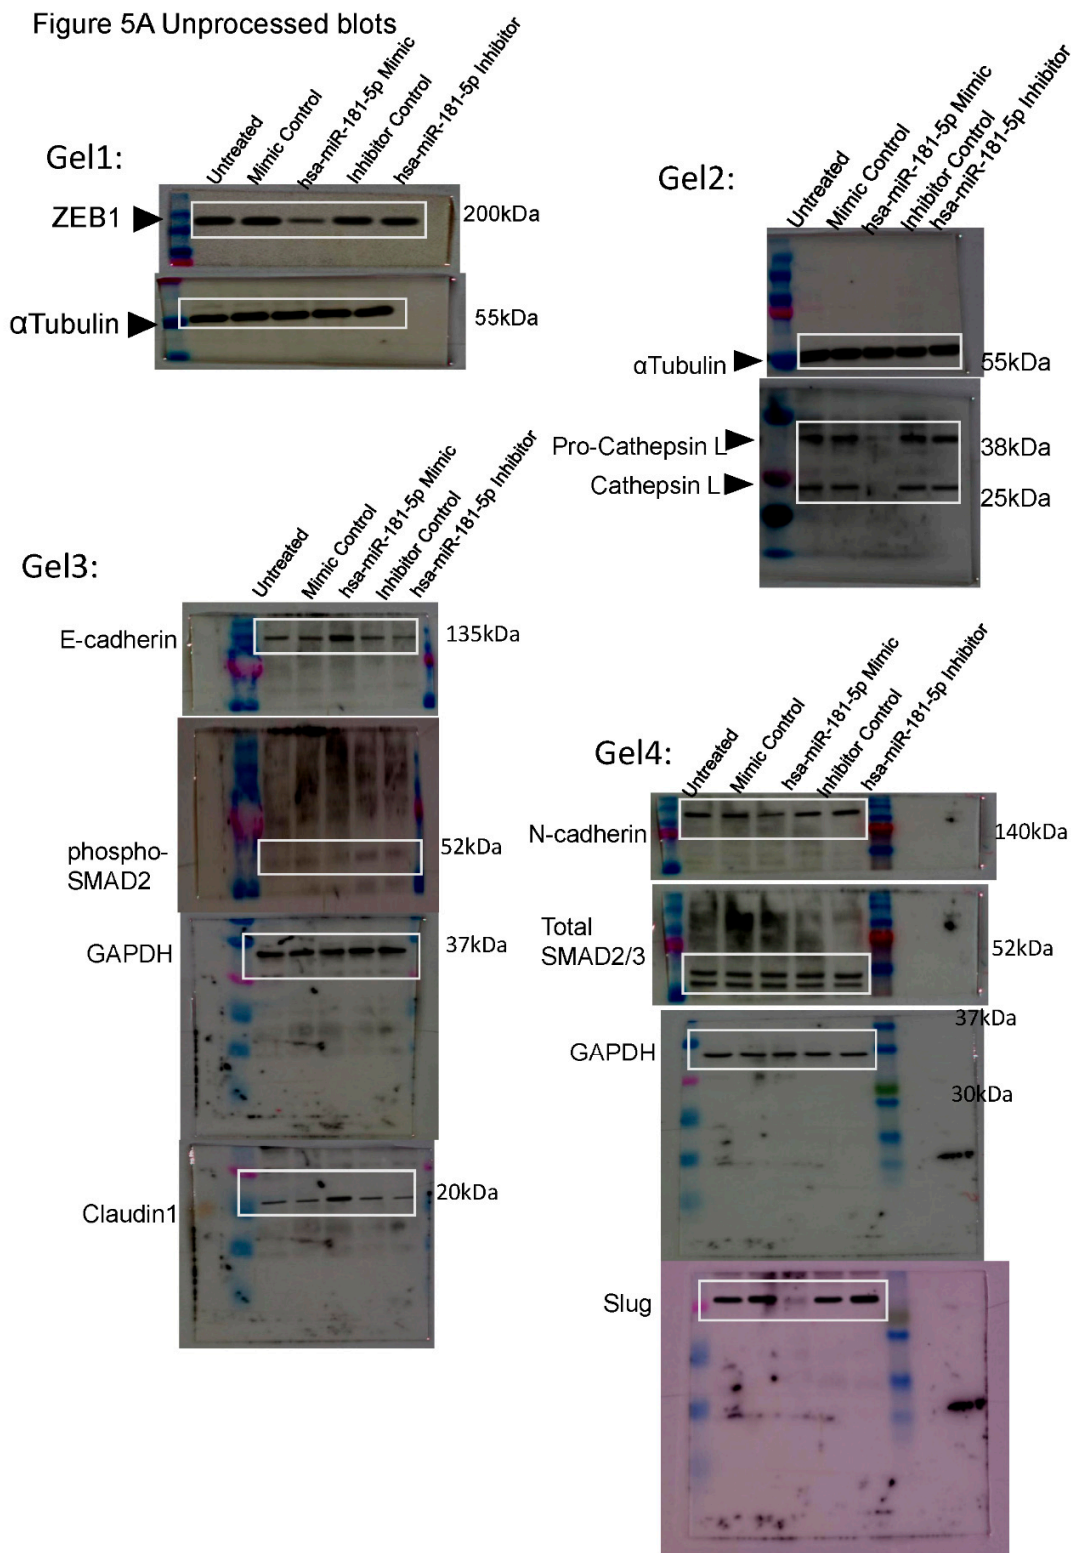 Figure 5A Unprocessed blots
Gel1:
Untreated
Mimic Control
hsa-miR-181-5p Mimic
Inhibitor Control
hsa-miR-181-5p Inhibitor
ZEB1
200kDa
αTubulin
55kDa
Gel2:
Untreated
Mimic Control
hsa-miR-181-5p Mimic
Inhibitor Control
hsa-miR-181-5p Inhibitor
αTubulin
55kDa
Pro-Cathepsin L
38kDa
Cathepsin L
25kDa
Gel3:
Untreated
Mimic Control
hsa-miR-181-5p Mimic
Inhibitor Control
hsa-miR-181-5p Inhibitor
E-cadherin
135kDa
phospho-
SMAD2
52kDa
GAPDH
37kDa
Claudin1
20kDa
Gel4:
Untreated
Mimic Control
hsa-miR-181-5p Mimic
Inhibitor Control
hsa-miR-181-5p Inhibitor
N-cadherin
140kDa
Total
SMAD2/3
52kDa
37kDa
GAPDH
30kDa
Slug